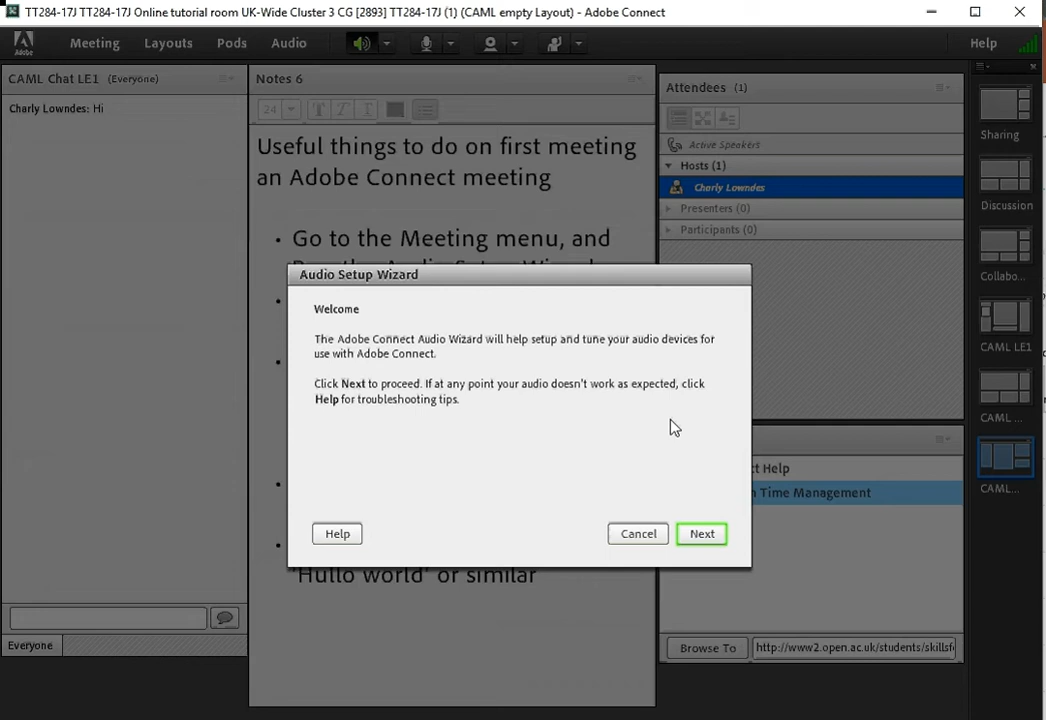 TT284-17J TT284-17J Online tutorial room UK-Wide Cluster 3 CG [2893] TT284-17J (1) (CAML empty Layout) - Adobe Connect
Adobe
Meeting
Layouts
Pods
Audio
Help
CAML Chat LE1 (Everyone)
Charly Lowndes: Hi
Everyone
Notes 6
24
T I T
Useful things to do on first meeting
an Adobe Connect meeting
• Go to the Meeting menu, and
'Hullo world' or similar
Audio Setup Wizard
Welcome
The Adobe Connect Audio Wizard will help setup and tune your audio devices for
use with Adobe Connect.
Click Next to proceed. If at any point your audio doesn't work as expected, click
Help for troubleshooting tips.
Help
Cancel
Next
Attendees (1)
Active Speakers
Hosts (1)
Charly Lowndes
Presenters (0)
Participants (0)
Help
Time Management
Browse To
http://www2.open.ac.uk/students/skillsf
Sharing
Discussion
Collabo...
CAML LE1
CAML ...
CAML...